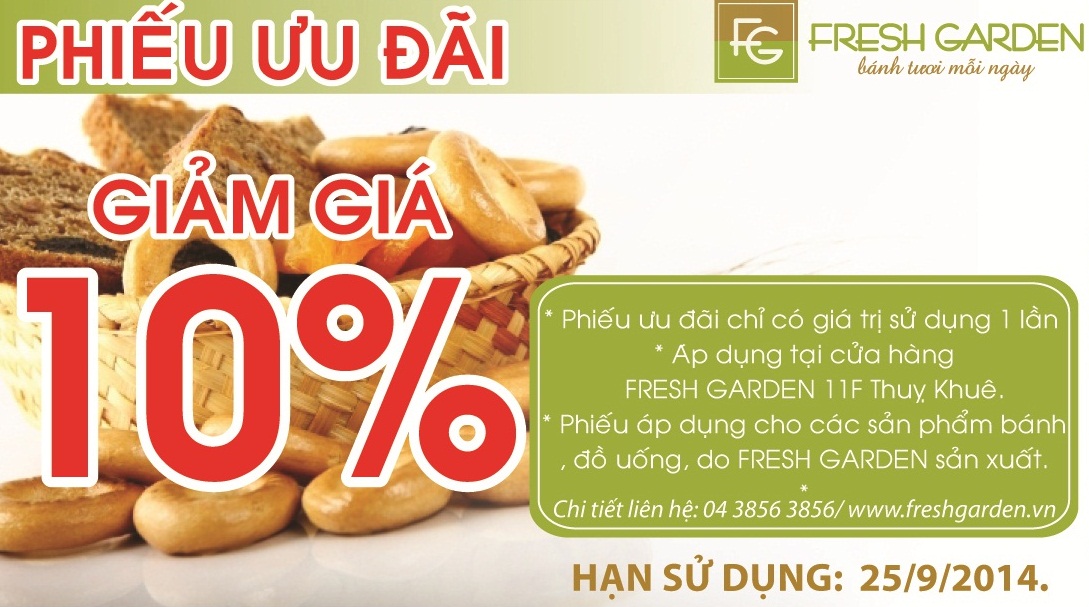 PHIẾU ƯU ĐÃI
FG FRESH GARDEN
bánh tươi mỗi ngày
GIẢM GIÁ
10%
* Phiếu ưu đãi chỉ có giá trị sử dụng 1 lần
* Áp dụng tại cửa hàng
FRESH GARDEN 11F Thuỵ Khuê.
* Phiếu áp dụng cho các sản phẩm bánh
, đồ uống, do FRESH GARDEN sản xuất.
*
Chi tiết liên hệ: 04 3856 3856/ www.freshgarden.vn
HẠN SỬ DỤNG: 25/9/2014.